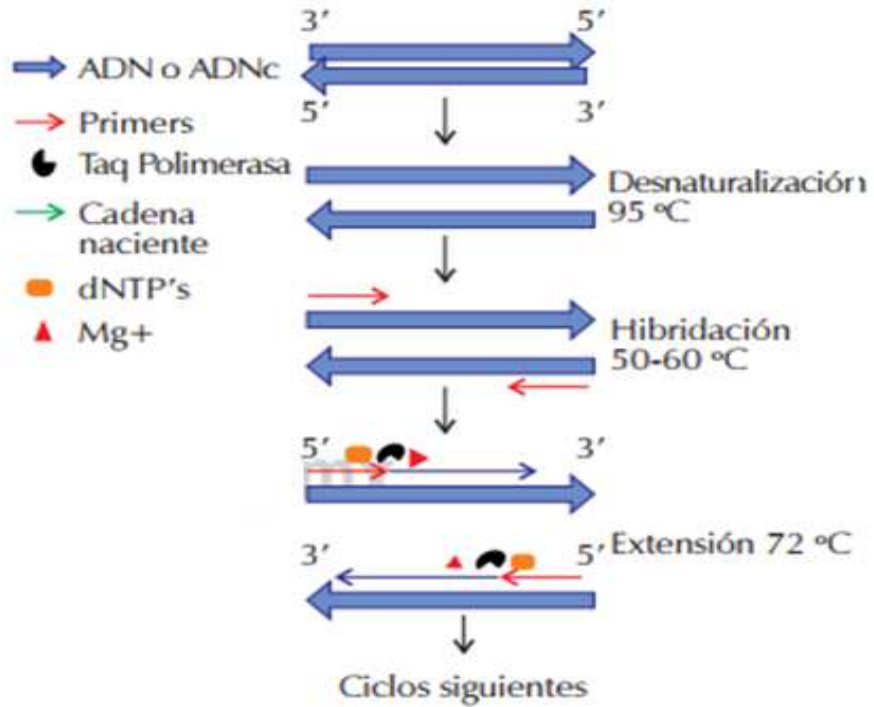 3′ 5′
ADN o ADNc
5′ 3′
Primers
Taq Polimerasa
Cadena
naciente
dNTP's
Mg+
Desnaturalización
95 ºC
Hibridación
50-60 ºC
5′ 3′
3′ 5′
Extensión 72 ºC
Ciclos siguientes